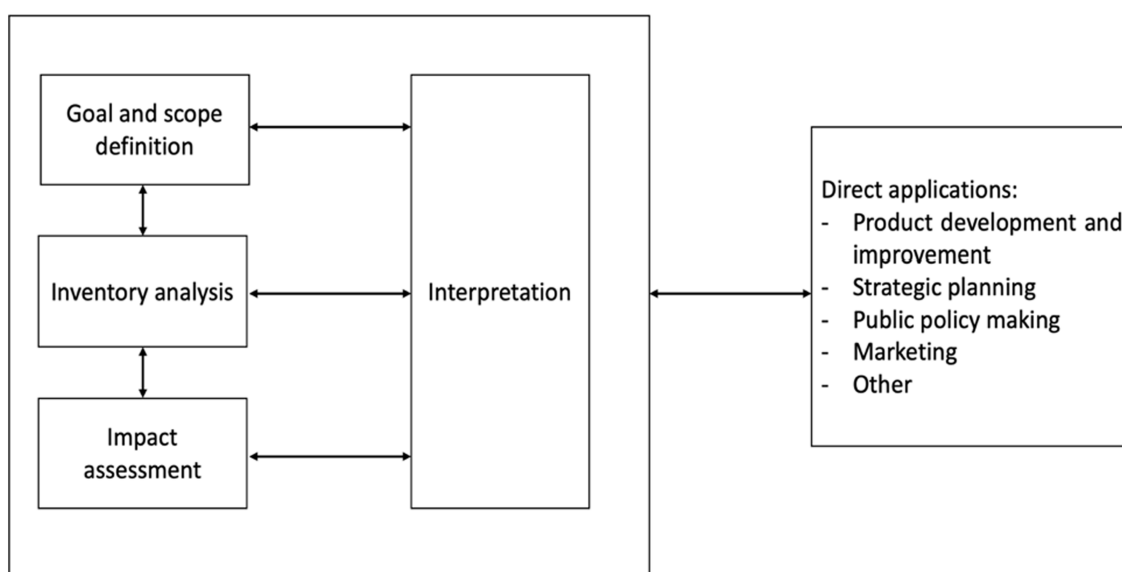 Goal and scope
definition
Inventory analysis
Impact
assessment
Interpretation
Direct applications:
- Product development and
improvement
- Strategic planning
- Public policy making
- Marketing
- Other